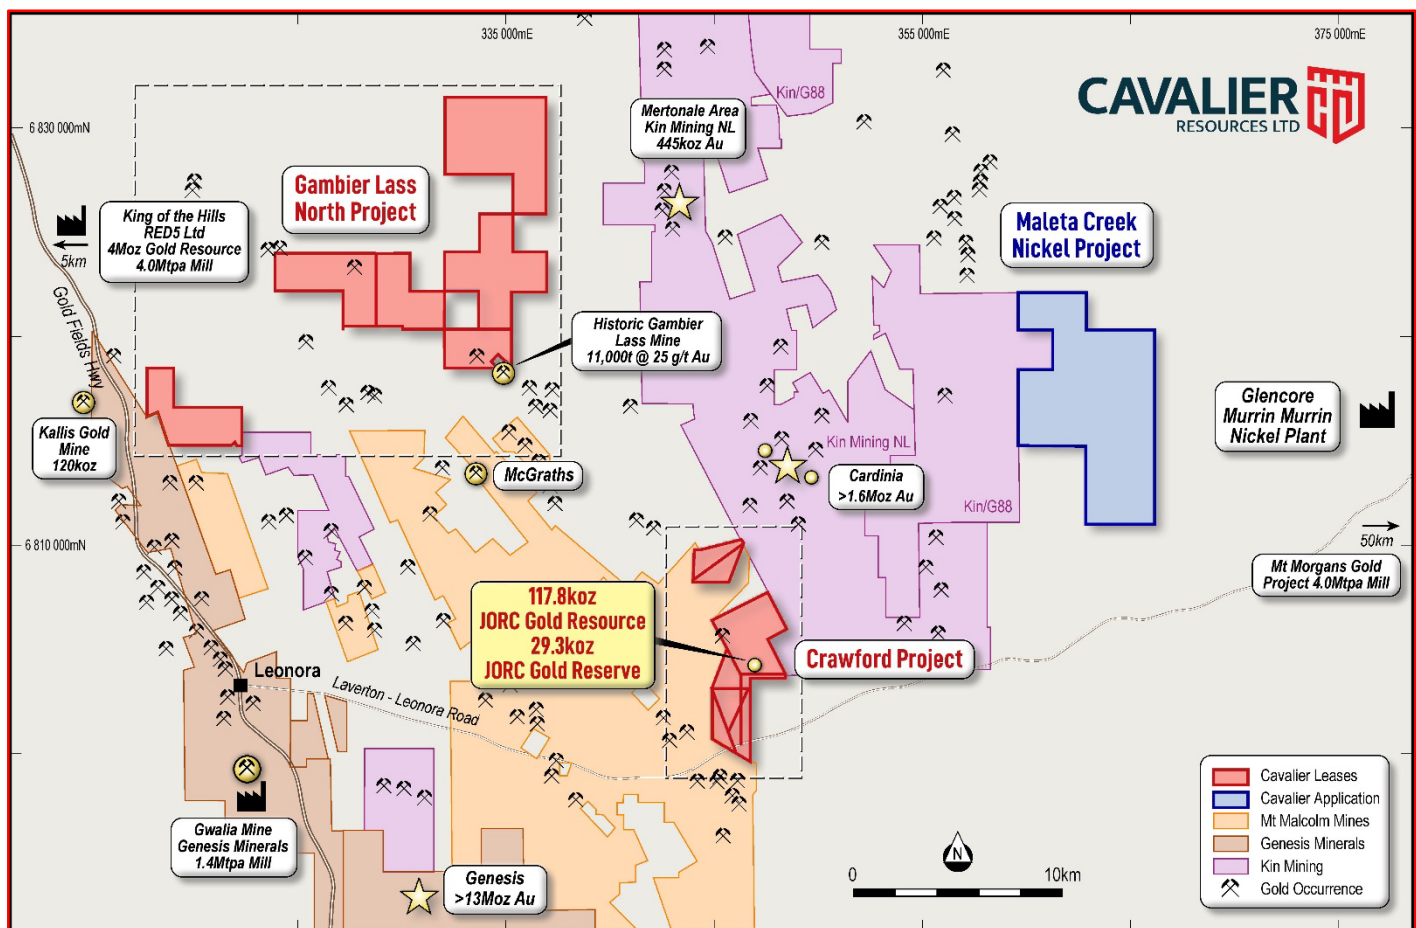 335 000mE
355 000mE
375 000mE
CAVALIER
RESOURCES LTD
Kin/G88
Mertonale Area
Kin Mining NL
445koz Au
6 830 000mN
Gambier Lass
North Project
King of the Hills
RED5 Ltd
4Moz Gold Resource
4.0Mtpa Mill
5km
Maleta Creek
Nickel Project
Gold Fields Hwy
Historic Gambier
Lass Mine
11,000t @ 25 g/t Au
Glencore
Murrin Murrin
Nickel Plant
Kallis Gold
Mine
120koz
Kin Mining NL
McGraths
Cardinia
>1.6Moz Au
Kin/G88
6 810 000mN
50km
Mt Morgans Gold
Project 4.0Mtpa Mill
117.8koz
JORC Gold Resource
29.3koz
JORC Gold Reserve
Crawford Project
Leonora
Laverton - Leonora Road
Gwalia Mine
Genesis Minerals
1.4Mtpa Mill
Genesis
>13Moz Au
N
0
10km
Cavalier Leases
Cavalier Application
Mt Malcolm Mines
Genesis Minerals
Kin Mining
Gold Occurrence